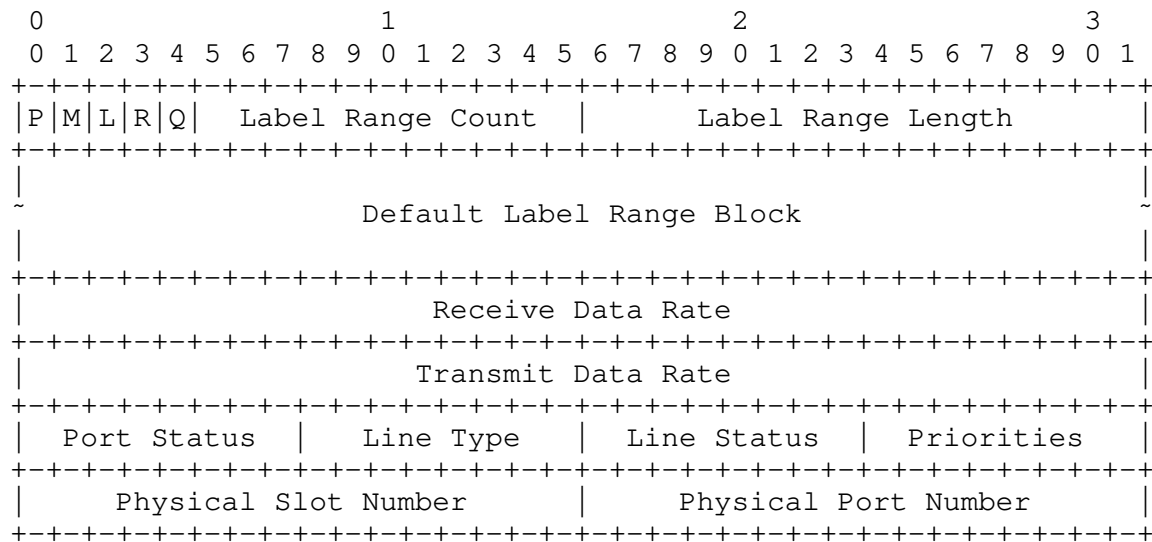 0                   1                   2                   3
 0 1 2 3 4 5 6 7 8 9 0 1 2 3 4 5 6 7 8 9 0 1 2 3 4 5 6 7 8 9 0 1
+-+-+-+-+-+-+-+-+-+-+-+-+-+-+-+-+-+-+-+-+-+-+-+-+-+-+-+-+-+-+-+-+
|P|M|L|R|Q|  Label Range Count  |      Label Range Length       |
+-+-+-+-+-+-+-+-+-+-+-+-+-+-+-+-+-+-+-+-+-+-+-+-+-+-+-+-+-+-+-+-+
|                                                               |
~                   Default Label Range Block                   ~
|                                                               |
+-+-+-+-+-+-+-+-+-+-+-+-+-+-+-+-+-+-+-+-+-+-+-+-+-+-+-+-+-+-+-+-+
|                       Receive Data Rate                       |
+-+-+-+-+-+-+-+-+-+-+-+-+-+-+-+-+-+-+-+-+-+-+-+-+-+-+-+-+-+-+-+-+
|                      Transmit Data Rate                       |
+-+-+-+-+-+-+-+-+-+-+-+-+-+-+-+-+-+-+-+-+-+-+-+-+-+-+-+-+-+-+-+-+
|  Port Status  |   Line Type   |  Line Status  |  Priorities   |
+-+-+-+-+-+-+-+-+-+-+-+-+-+-+-+-+-+-+-+-+-+-+-+-+-+-+-+-+-+-+-+-+
|     Physical Slot Number      |     Physical Port Number      |
+-+-+-+-+-+-+-+-+-+-+-+-+-+-+-+-+-+-+-+-+-+-+-+-+-+-+-+-+-+-+-+-+